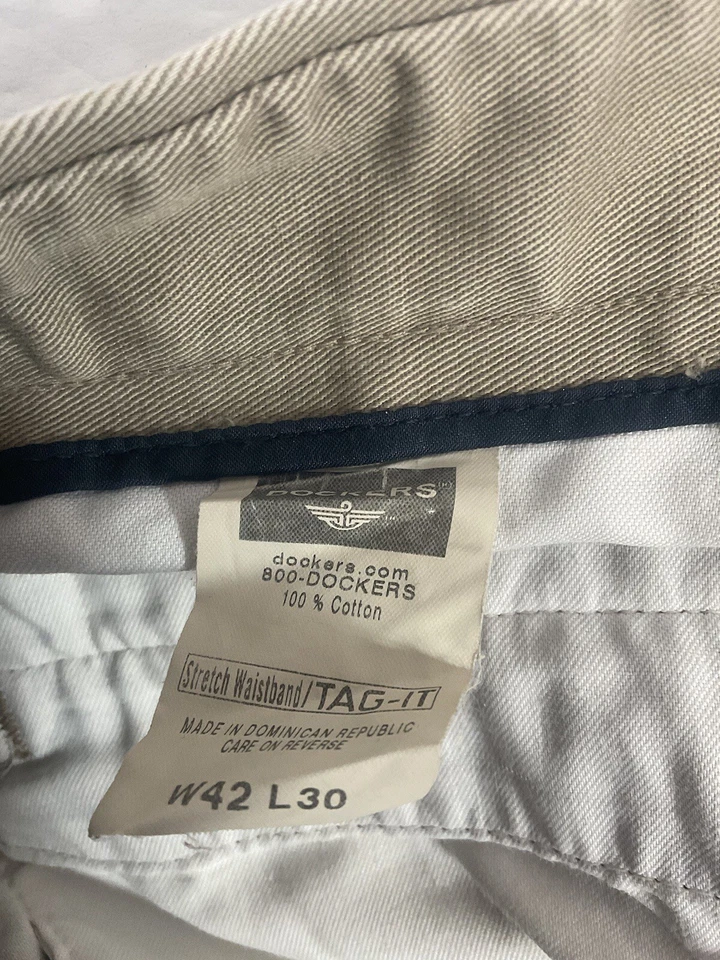 DOCKERS
dockers.com
800-DOCKERS
100 % Cotton
Stretch Waistband/TAG-IT
MADE IN DOMINICAN REPUBLIC
CARE ON REVERSE
W42 L30